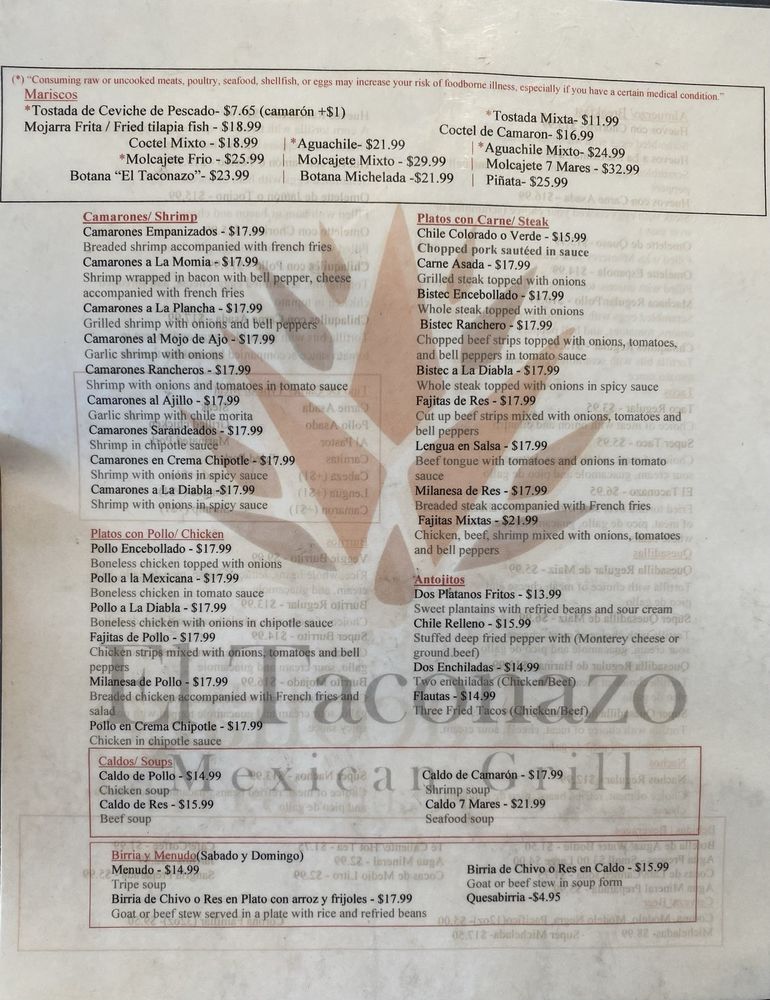 (*) "Consuming raw or uncooked meats, poultry, seafood, shellfish, or eggs may increase your risk of foodborne illness, especially if you have a certain medical condition."
Mariscos
*Tostada de Ceviche de Pescado- $7.65 (camarón +$1)
Mojarra Frita / Fried tilapia fish - $18.99
Coctel Mixto - $18.99 | *Aguachile- $21.99
*Molcajete Frio - $25.99 | Molcajete Mixto - $29.99
Botana "El Taconazo"- $23.99 | Botana Michelada -$21.99
*Tostada Mixta- $11.99
Coctel de Camaron- $16.99
| *Aguachile Mixto- $24.99
Molcajete 7 Mares - $32.99
| Piñata- $25.99
Camarones/ Shrimp
Camarones Empanizados - $17.99
Breaded shrimp accompanied with french fries
Camarones a La Momia - $17.99
Shrimp wrapped in bacon with bell pepper, cheese
accompanied with french fries
Camarones a La Plancha - $17.99
Grilled shrimp with onions and bell peppers
Camarones al Mojo de Ajo - $17.99
Garlic shrimp with onions
Camarones Rancheros - $17.99
Shrimp with onions and tomatoes in tomato sauce
Camarones al Ajillo - $17.99
Garlic shrimp with chile morita
Camarones Sarandeados - $17.99
Shrimp in chipotle sauce
Camarones en Crema Chipotle - $17.99
Shrimp with onions in spicy sauce
Camarones a La Diabla -$17.99
Shrimp with onions in spicy sauce
Platos con Pollo/ Chicken
Pollo Encebollado - $17.99
Boneless chicken topped with onions
Pollo a la Mexicana - $17.99
Boneless chicken in tomato sauce
Pollo a La Diabla - $17.99
Boneless chicken with onions in chipotle sauce
Fajitas de Pollo - $17.99
Chicken strips mixed with onions, tomatoes and bell
peppers
Milanesa de Pollo - $17.99
Breaded chicken accompanied with French fries and
salad
Pollo en Crema Chipotle - $17.99
Chicken in chipotle sauce
Platos con Carne/ Steak
Chile Colorado o Verde - $15.99
Chopped pork sautéed in sauce
Carne Asada - $17.99
Grilled steak topped with onions
Bistec Encebollado - $17.99
Whole steak topped with onions
Bistec Ranchero - $17.99
Chopped beef strips topped with onions, tomatoes,
and bell peppers in tomato sauce
Bistec a La Diabla - $17.99
Whole steak topped with onions in spicy sauce
Fajitas de Res - $17.99
Cut up beef strips mixed with onions, tomatoes and
bell peppers
Lengua en Salsa - $17.99
Beef tongue with tomatoes and onions in tomato
sauce
Milanesa de Res - $17.99
Breaded steak accompanied with French fries
Fajitas Mixtas - $21.99
Chicken, beef, shrimp mixed with onions, tomatoes
and bell peppers
Antojitos
Dos Platanos Fritos - $13.99
Sweet plantains with refried beans and sour cream
Chile Relleno - $15.99
Stuffed deep fried pepper with (Monterey cheese or
ground beef)
Dos Enchiladas - $14.99
Two enchiladas (Chicken/Beef)
Flautas - $14.99
Three Fried Tacos (Chicken/Beef)
El Taconazo
Mexican Grill
Caldos/ Soups
Caldo de Pollo - $14.99
Chicken soup
Caldo de Res - $15.99
Beef soup
Caldo de Camarón - $17.99
Shrimp soup
Caldo 7 Mares - $21.99
Seafood soup
Birria y Menudo(Sabado y Domingo)
Menudo - $14.99
Tripe soup
Birria de Chivo o Res en Plato con arroz y frijoles - $17.99
Goat or beef stew served in a plate with rice and refried beans
Birria de Chivo o Res en Caldo - $15.99
Goat or beef stew in soup form
Quesabirria -$4.95